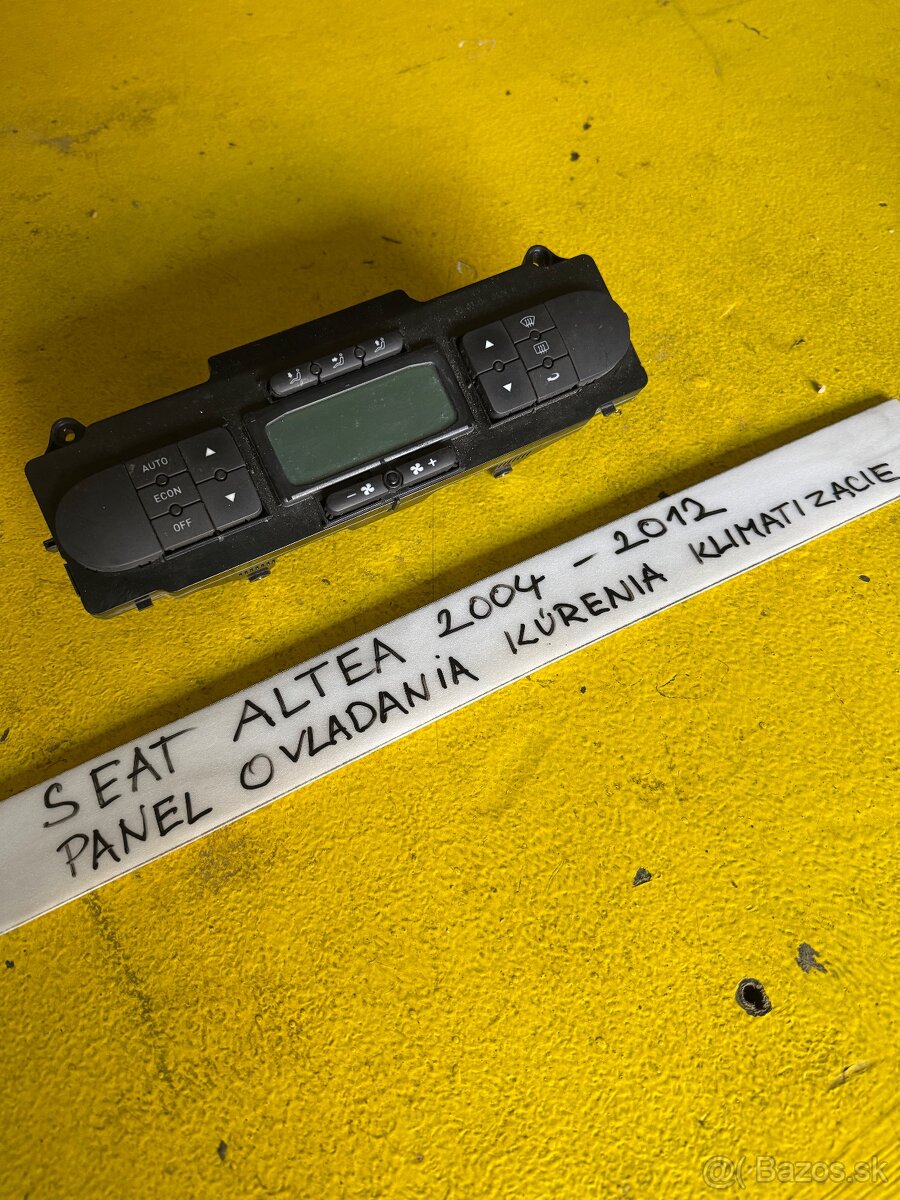 AUTO
ECON
OFF
- +
SEAT ALTEA 2004 - 2012
PANEL OVLADANiA KÚRENIA KLIMATIZACIE
@( Bazos.sk